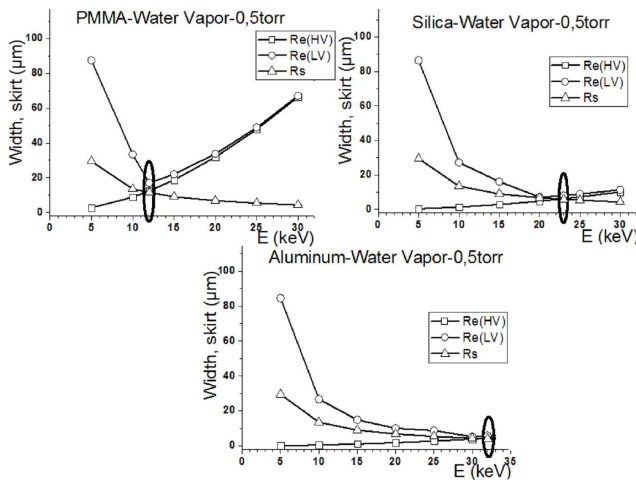 PMMA-Water Vapor-0,5torr
Width, skirt (µm)
100
80
60
40
20
0
Re(HV)
Re(LV)
Rs
0 5 10 15 20 25 30
E (keV)
Silica-Water Vapor-0,5torr
Width, skirt (µm)
100
80
60
40
20
0
Re(HV)
Re(LV)
Rs
0 5 10 15 20 25 30
E (keV)
Aluminum-Water Vapor-0,5torr
Width, skirt (µm)
100
80
60
40
20
0
Re(HV)
Re(LV)
Rs
0 5 10 15 20 25 30 35
E (keV)